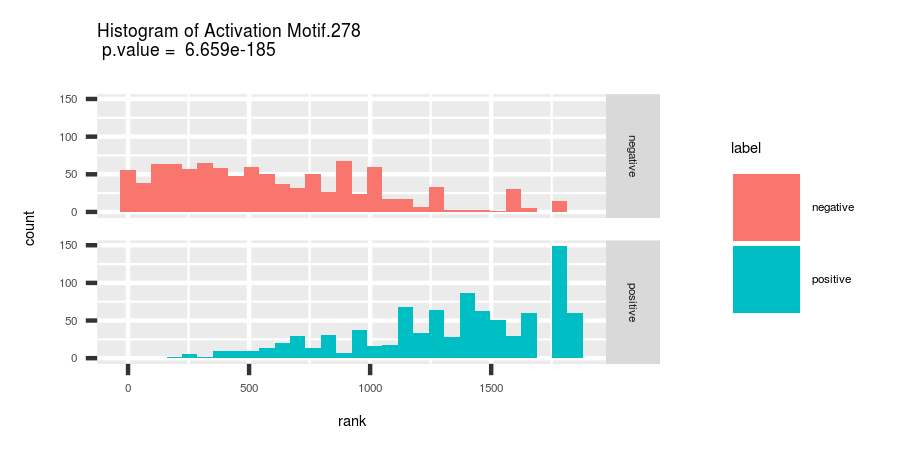 Histogram of Activation Motif.278
p.value = 6.659e-185
150
100
50
0
negative
150
100
50
0
positive
0 500 1000 1500
rank
count
label
negative
positive